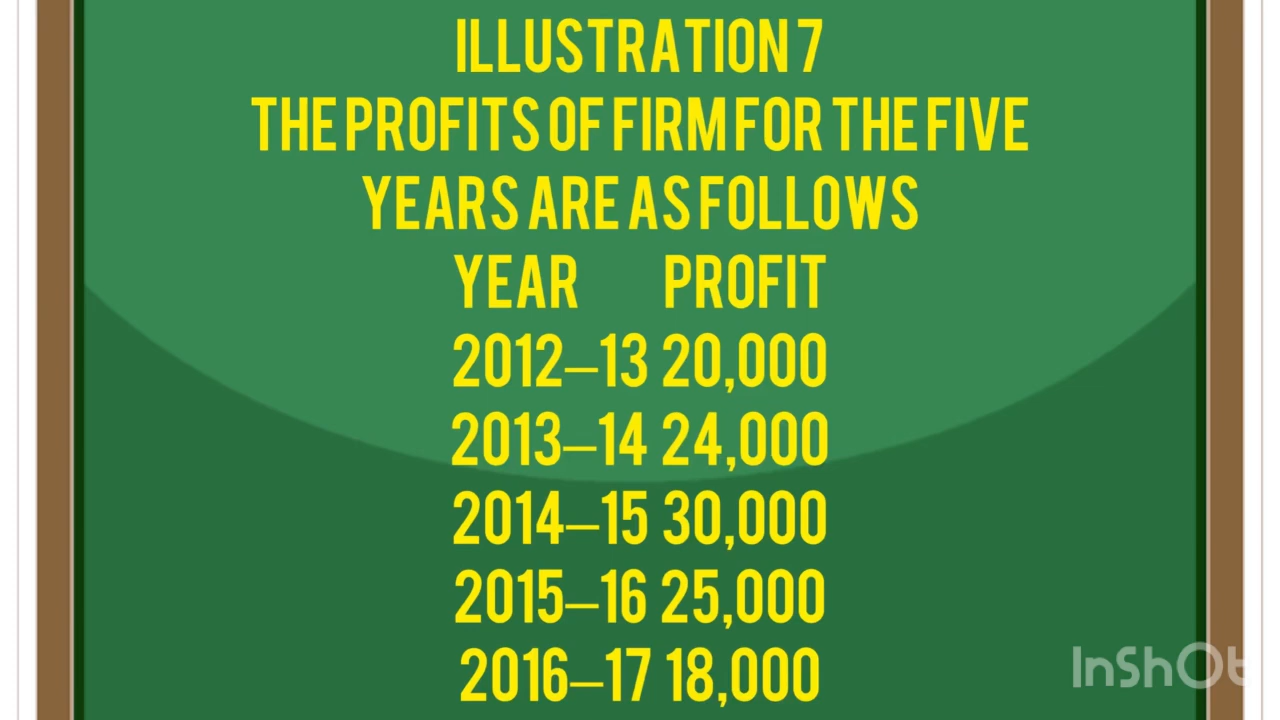 ILLUSTRATION 7
THE PROFITS OF FIRM FOR THE FIVE
YEARS ARE AS FOLLOWS
YEAR PROFIT
2012–13 20,000
2013–14 24,000
2014–15 30,000
2015–16 25,000
2016–17 18,000
InShOt